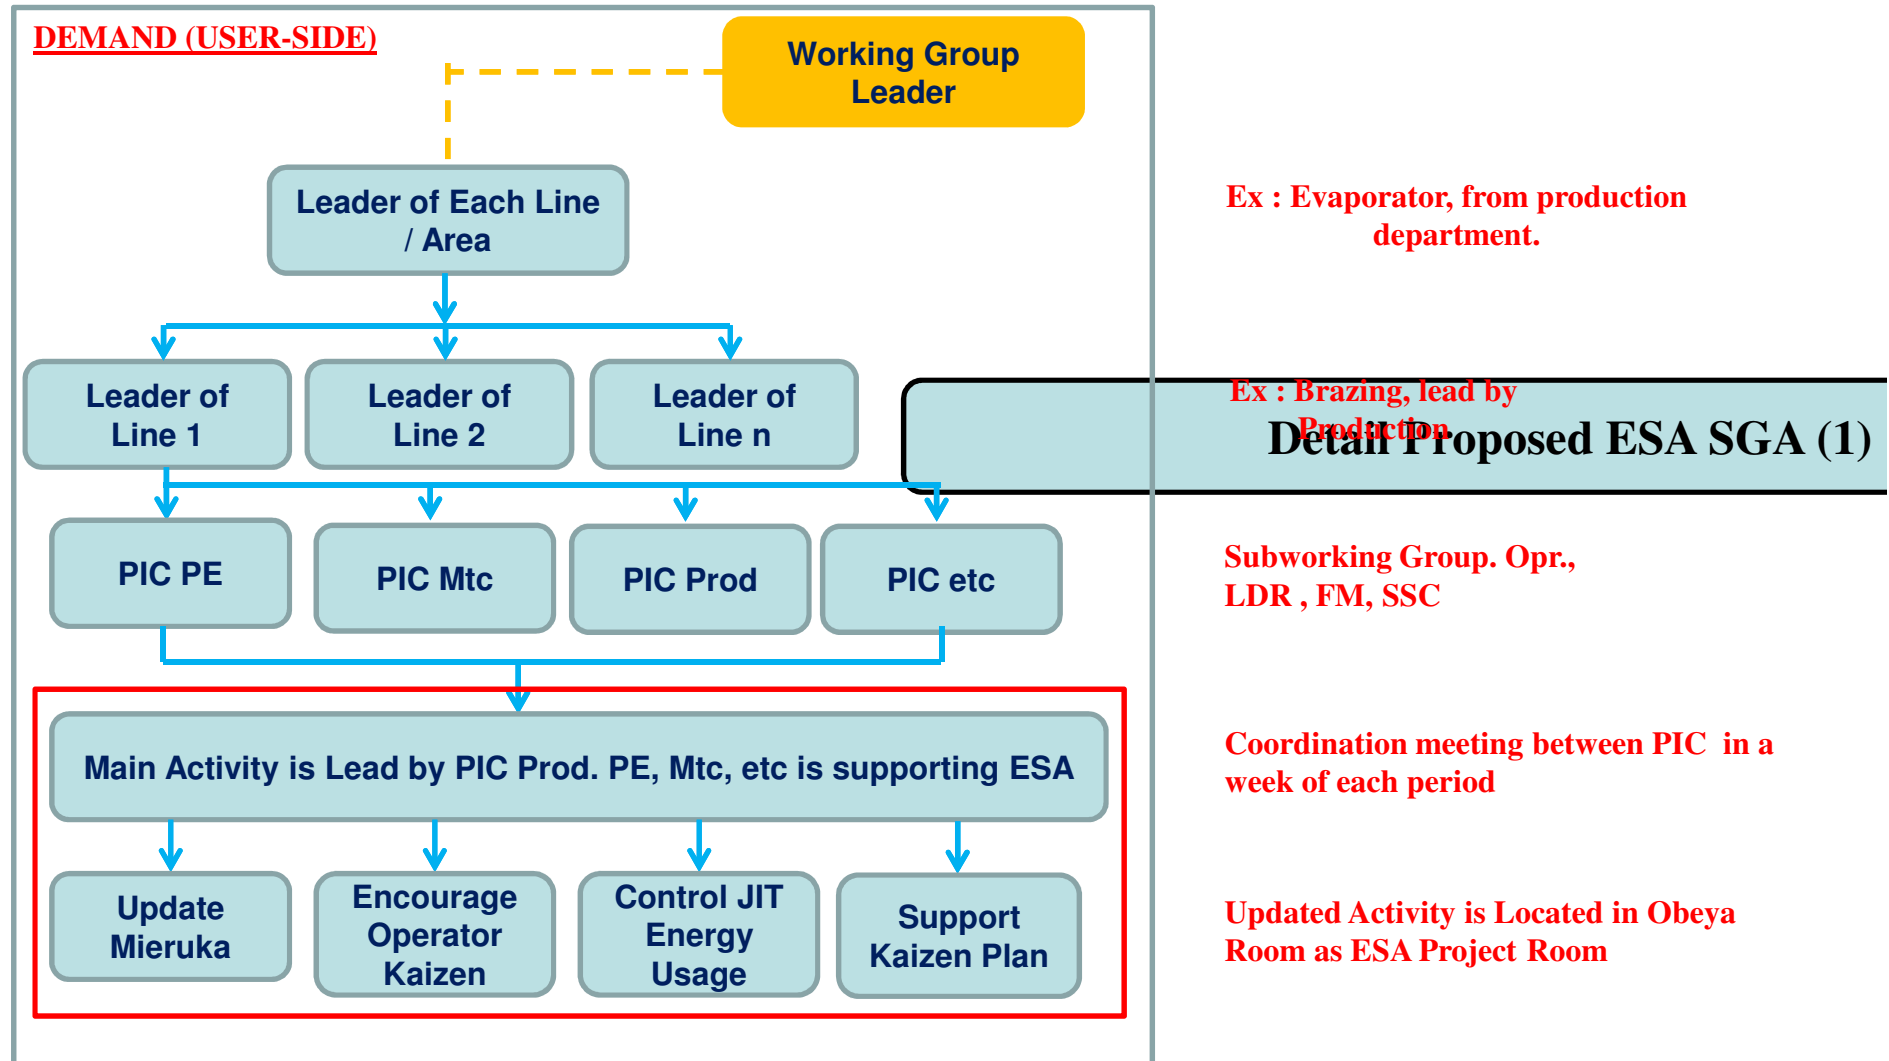 DEMAND (USER-SIDE)
Working Group
Leader
Leader of Each Line
/ Area
Ex : Evaporator, from production
department.
Leader of
Line 1
Leader of
Line 2
Leader of
Line n
Ex : Brazing, lead by
Production
Detail Proposed ESA SGA (1)
PIC PE
PIC Mtc
PIC Prod
PIC etc
Subworking Group. Opr.,
LDR , FM, SSC
Main Activity is Lead by PIC Prod. PE, Mtc, etc is supporting ESA
Coordination meeting between PIC in a
week of each period
Update
Mieruka
Encourage
Operator
Kaizen
Control JIT
Energy
Usage
Support
Kaizen Plan
Updated Activity is Located in Obeya
Room as ESA Project Room